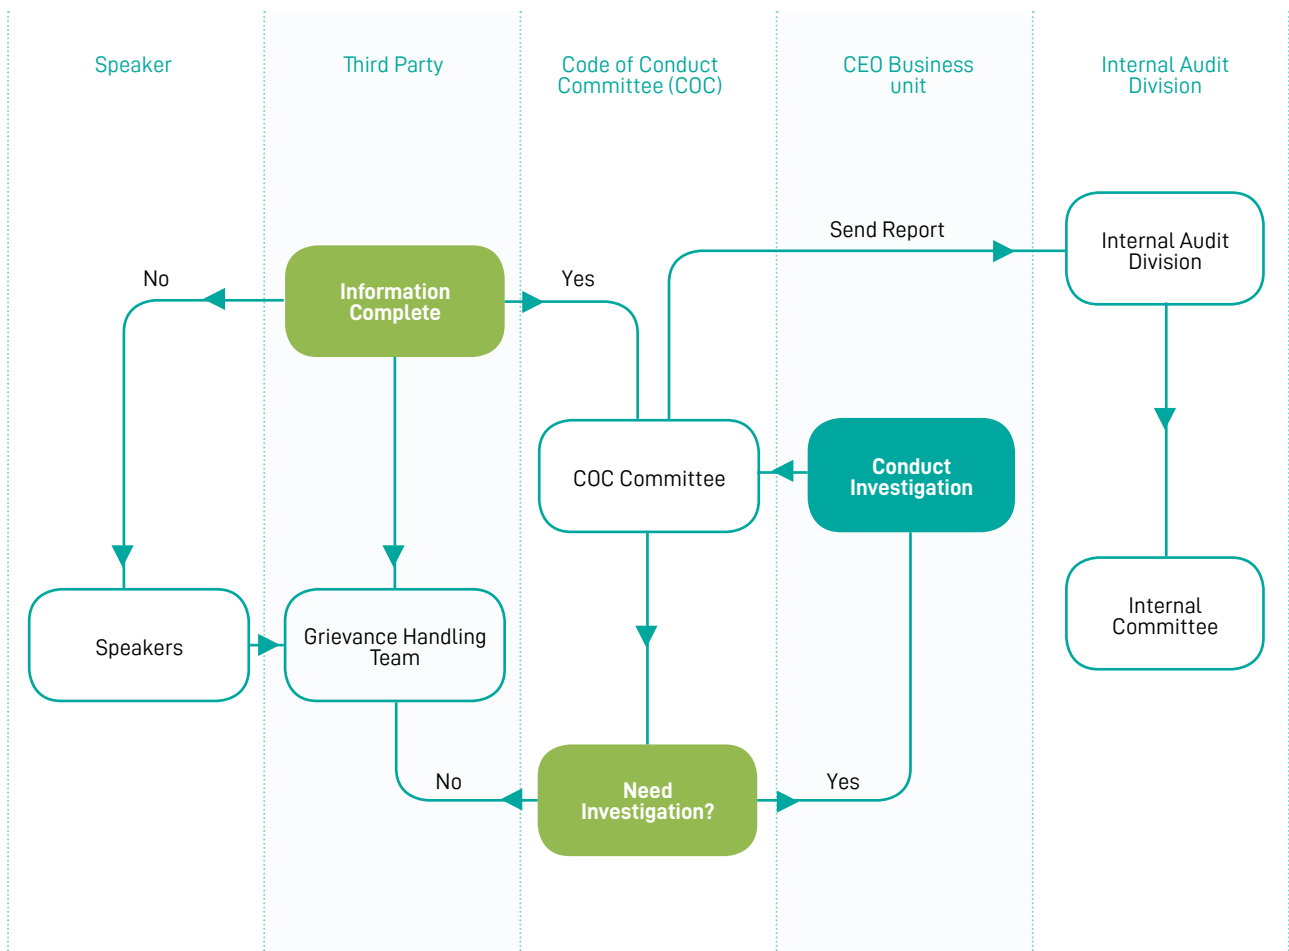 Speaker
Third Party
Code of Conduct
Committee (COC)
CEO Business
unit
Internal Audit
Division
Send Report
Internal Audit
Division
No
Information
Complete
Yes
COC Committee
Conduct
Investigation
Speakers
Grievance Handling
Team
Internal
Committee
No
Need
Investigation?
Yes